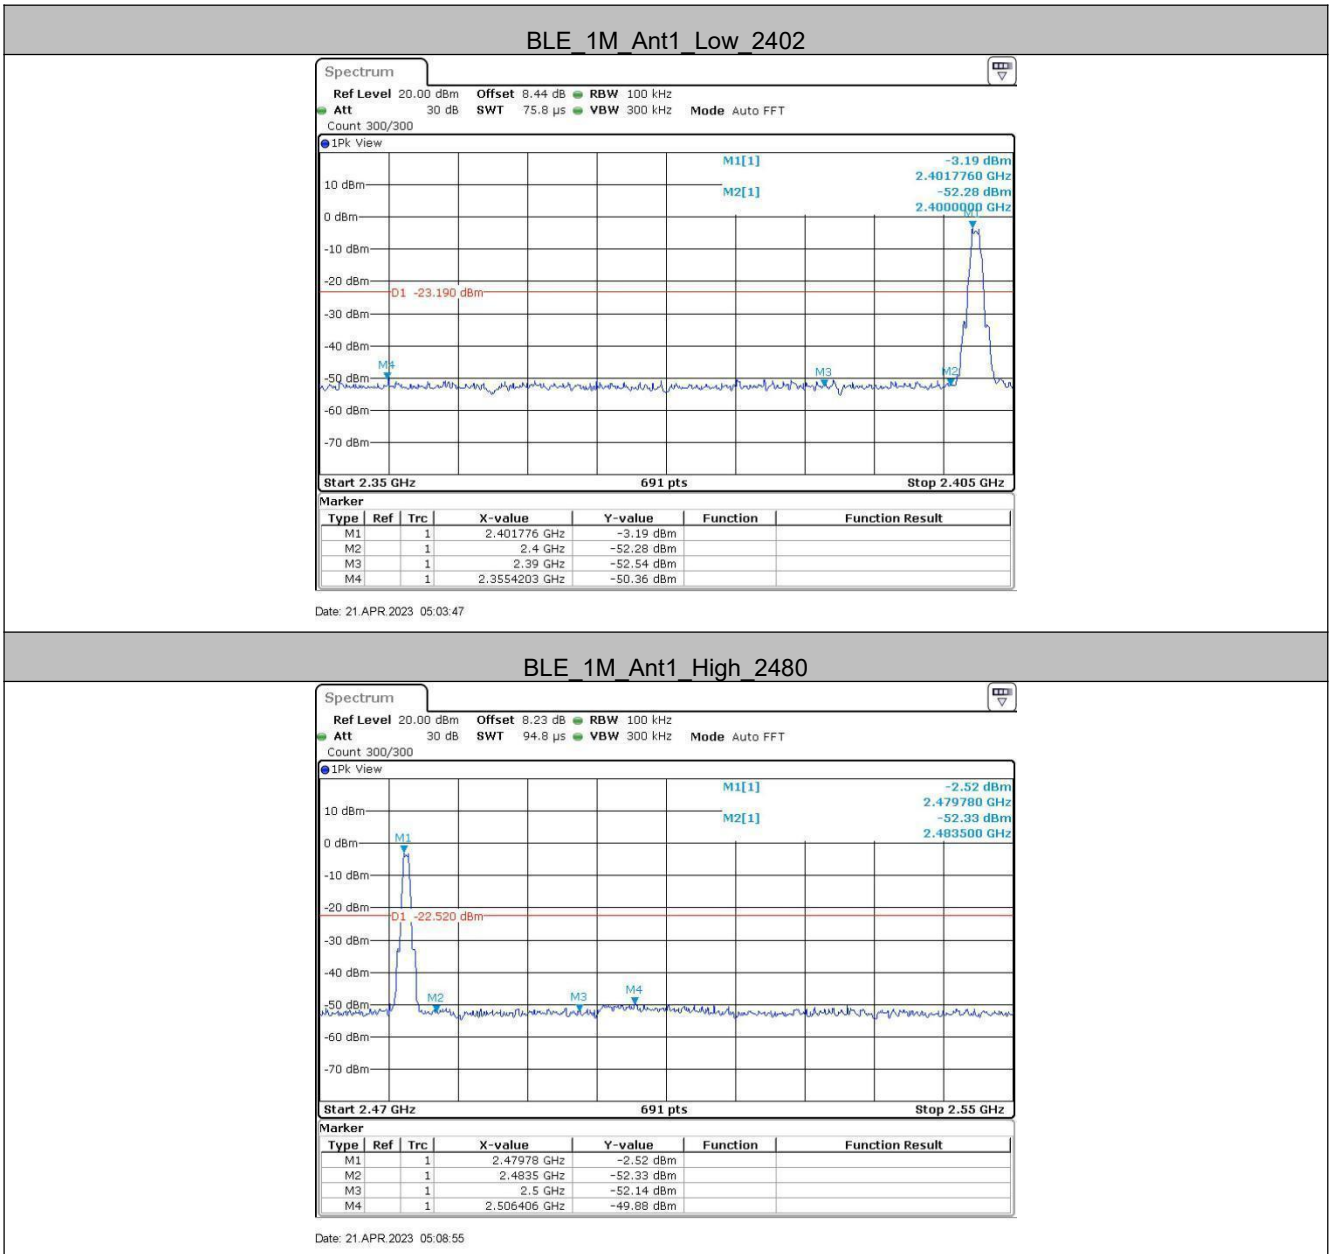 BLE_1M_Ant1_Low_2402
Spectrum
Ref Level 20.00 dBm Offset 8.44 dB RBW 100 kHz
Att 30 dB SWT 75.8 µs VBW 300 kHz Mode Auto FFT
Count 300/300
1Pk View
M1[1] -3.19 dBm
2.4017760 GHz
M2[1] -52.28 dBm
2.4000000 GHz
M1
10 dBm
0 dBm
-10 dBm
-20 dBm
D1 -23.190 dBm
-30 dBm
-40 dBm
M4 M3 M2
-50 dBm
-60 dBm
-70 dBm
Start 2.35 GHz 691 pts Stop 2.405 GHz
Marker
Type Ref Trc X-value Y-value Function Function Result
M1 1 2.401776 GHz -3.19 dBm
M2 1 2.4 GHz -52.28 dBm
M3 1 2.39 GHz -52.54 dBm
M4 1 2.3554203 GHz -50.36 dBm
Date: 21.APR.2023 05:03:47
BLE_1M_Ant1_High_2480
Spectrum
Ref Level 20.00 dBm Offset 8.23 dB RBW 100 kHz
Att 30 dB SWT 94.8 µs VBW 300 kHz Mode Auto FFT
Count 300/300
1Pk View
M1[1] -2.52 dBm
2.479780 GHz
M2[1] -52.33 dBm
2.483500 GHz
10 dBm
0 dBm
M1
-10 dBm
-20 dBm
D1 -22.520 dBm
-30 dBm
-40 dBm
M2 M3 M4
-50 dBm
-60 dBm
-70 dBm
Start 2.47 GHz 691 pts Stop 2.55 GHz
Marker
Type Ref Trc X-value Y-value Function Function Result
M1 1 2.47978 GHz -2.52 dBm
M2 1 2.4835 GHz -52.33 dBm
M3 1 2.5 GHz -52.14 dBm
M4 1 2.506406 GHz -49.88 dBm
Date: 21.APR.2023 05:08:55